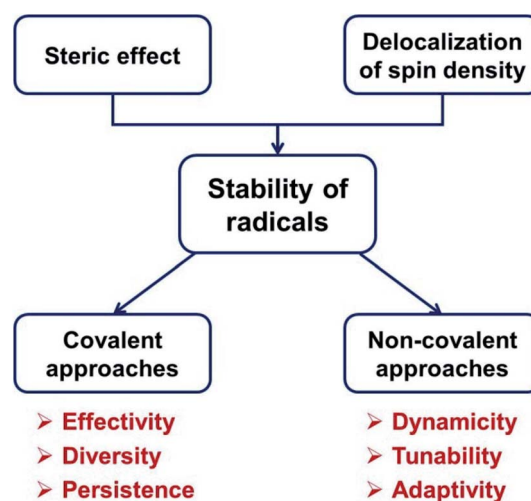 Steric effect
Delocalization
of spin density
Stability of
radicals
Covalent
approaches
Non-covalent
approaches
➢ Effectivity
➢ Diversity
➢ Persistence
➢ Dynamicity
➢ Tunability
➢ Adaptivity